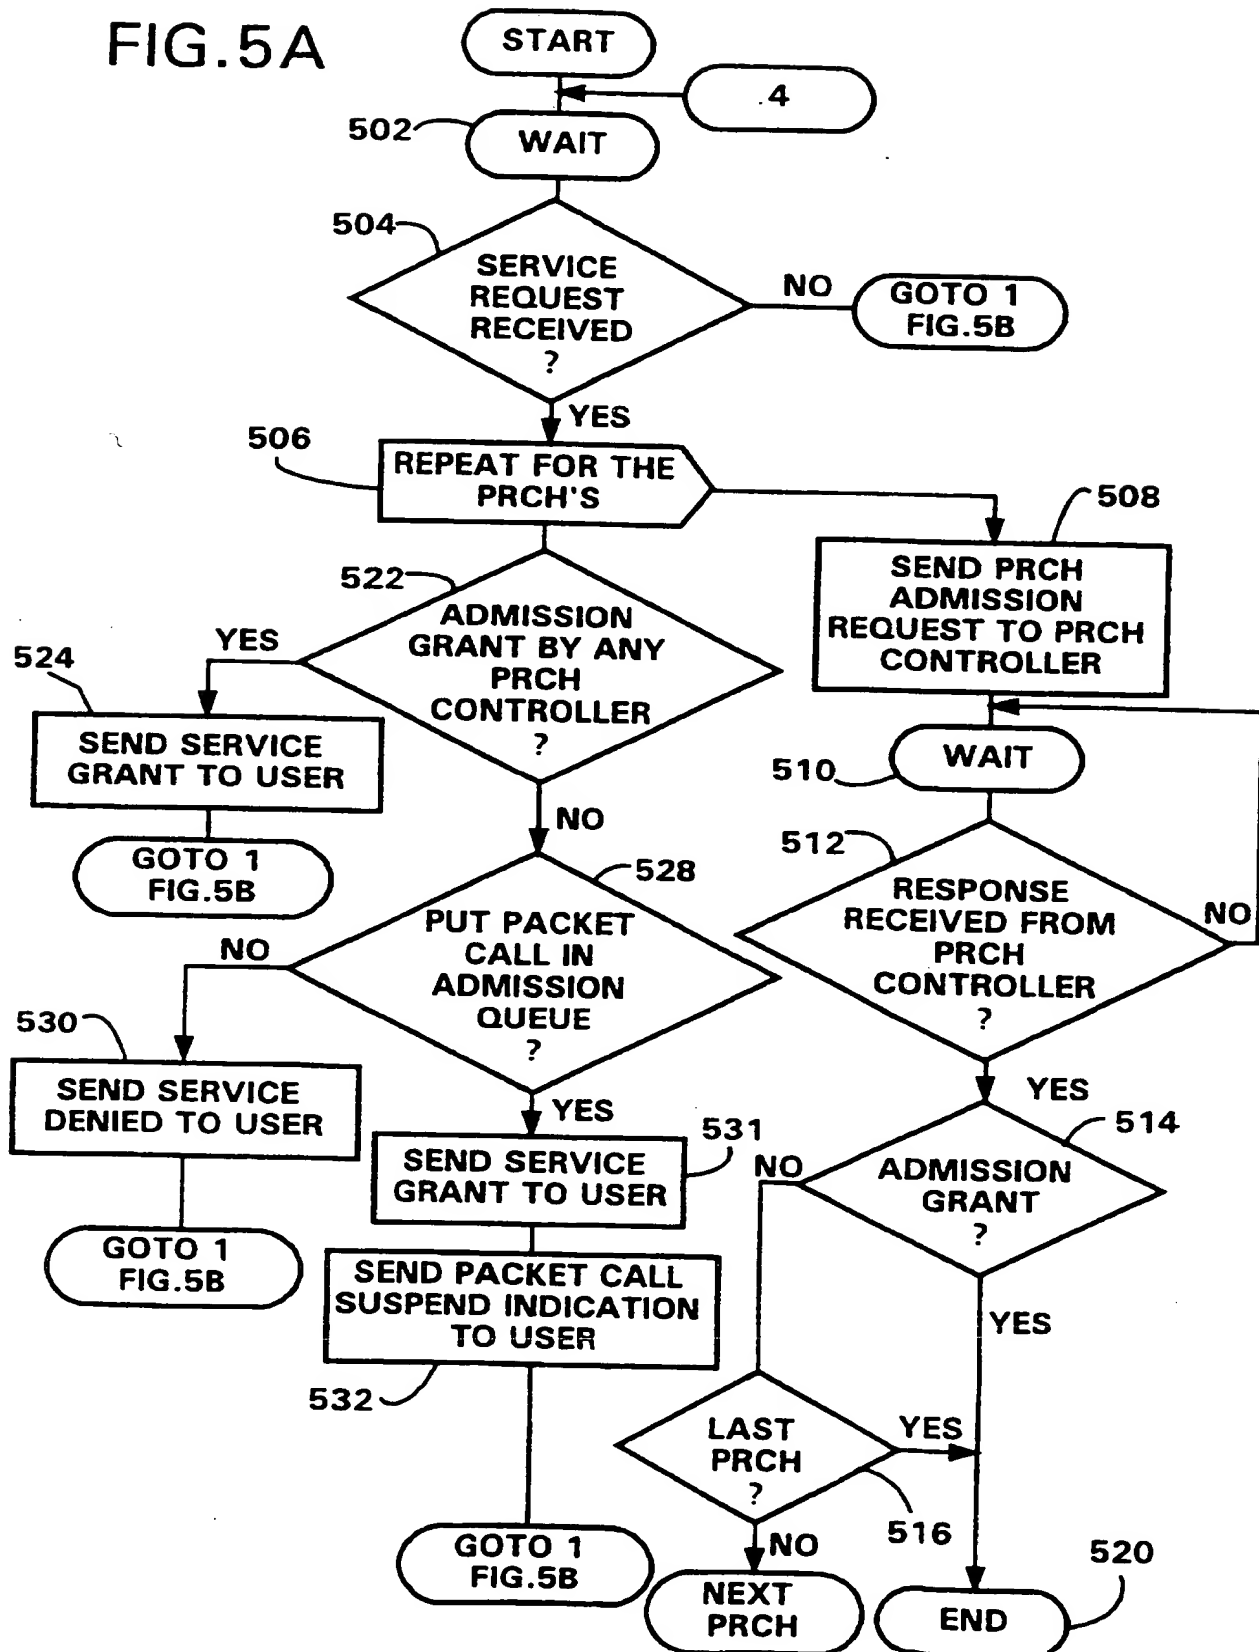 FIG.5A
START
.4
502
WAIT
504
SERVICE
REQUEST
RECEIVED
?
NO
GOTO 1
FIG.5B
YES
506
REPEAT FOR THE
PRCH'S
508
SEND PRCH
ADMISSION
REQUEST TO PRCH
CONTROLLER
522
ADMISSION
GRANT BY ANY
PRCH
CONTROLLER
?
YES
524
SEND SERVICE
GRANT TO USER
GOTO 1
FIG.5B
NO
510
WAIT
512
RESPONSE
RECEIVED FROM
PRCH
CONTROLLER
?
NO
528
PUT PACKET
CALL IN
ADMISSION
QUEUE
?
NO
530
SEND SERVICE
DENIED TO USER
GOTO 1
FIG.5B
YES
531
SEND SERVICE
GRANT TO USER
SEND PACKET CALL
SUSPEND INDICATION
TO USER
532
GOTO 1
FIG.5B
YES
514
ADMISSION
GRANT
?
NO
YES
LAST
PRCH
?
YES
516
NO
NEXT
PRCH
520
END